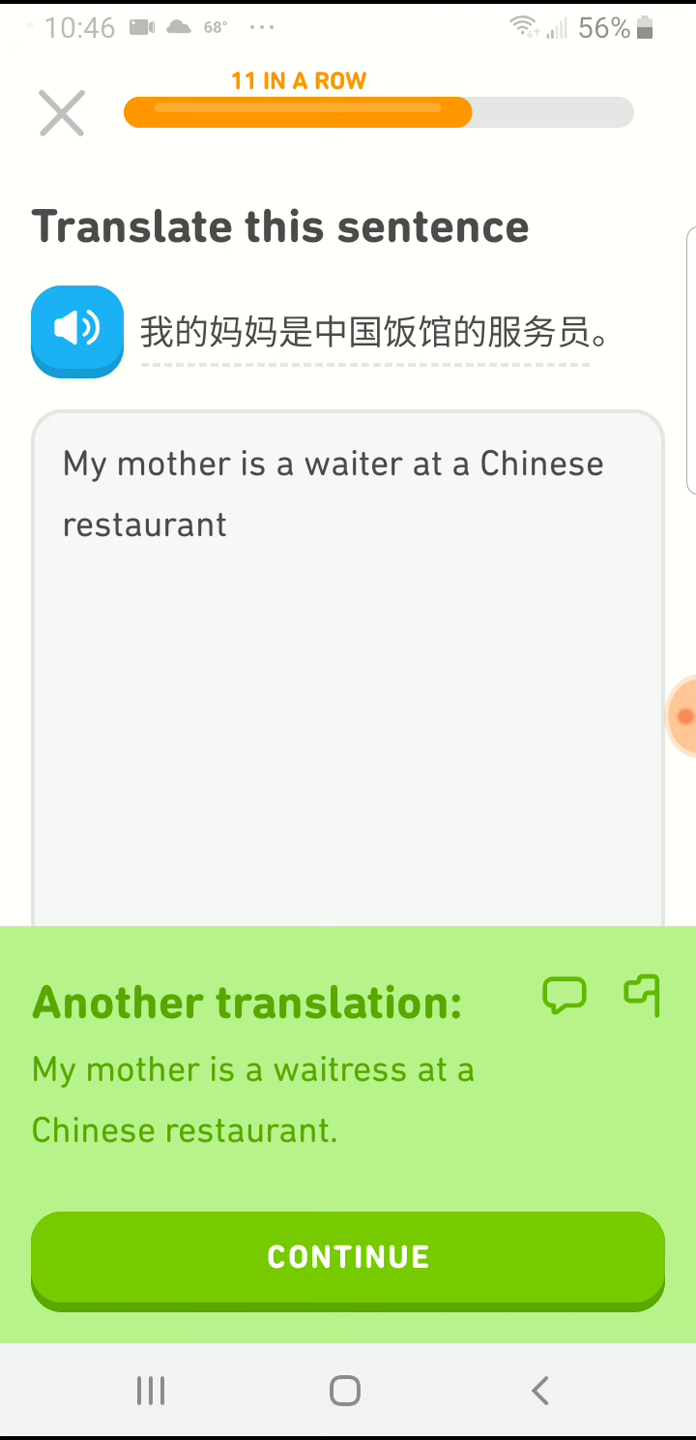 10:46 68° ... 56%
11 IN A ROW
Translate this sentence
我的妈妈是中国饭馆的服务员。
My mother is a waiter at a Chinese
restaurant
Another translation:
My mother is a waitress at a
Chinese restaurant.
CONTINUE